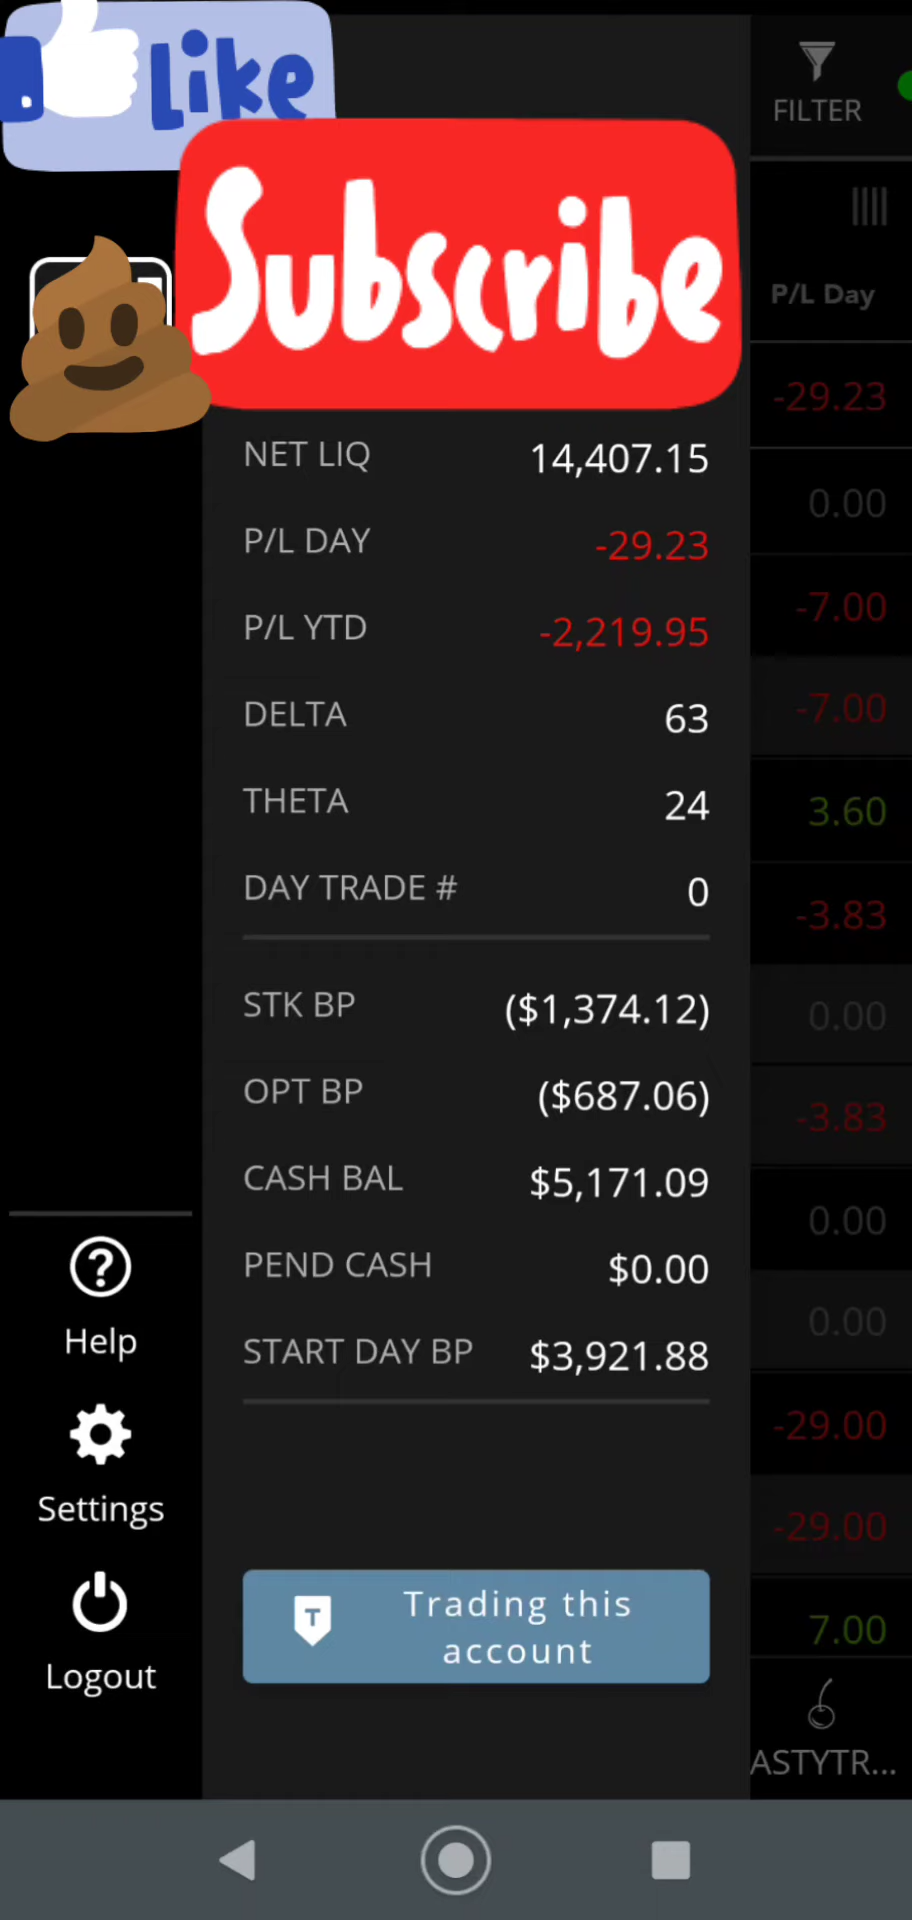 Like
Subscribe
FILTER
P/L Day
-29.23
NET LIQ 14,407.15
0.00
P/L DAY -29.23
-7.00
P/L YTD -2,219.95
-7.00
DELTA 63
THETA 24
3.60
DAY TRADE # 0
-3.83
STK BP ($1,374.12)
0.00
OPT BP ($687.06)
-3.83
CASH BAL $5,171.09
0.00
PEND CASH $0.00
0.00
START DAY BP $3,921.88
-29.00
-29.00
Help
Settings
Logout
T
Trading this
account
7.00
ASTYTR...